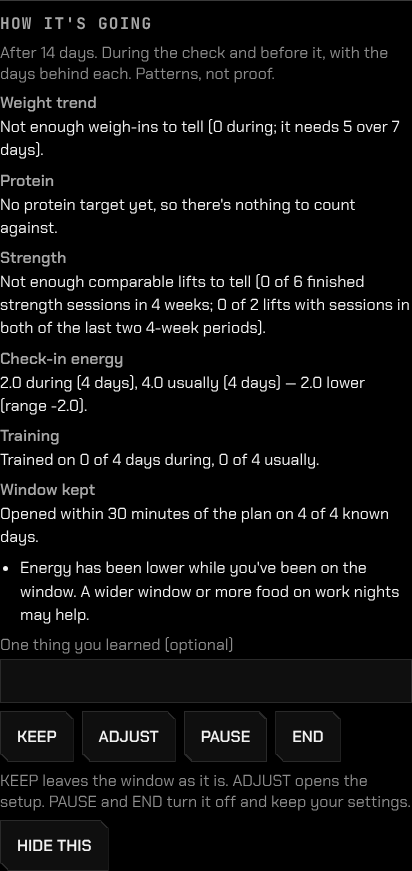 HOW IT'S GOING
After 14 days. During the check and before it, with the
days behind each. Patterns, not proof.
Weight trend
Not enough weigh-ins to tell (0 during; it needs 5 over 7
days).
Protein
No protein target yet, so there's nothing to count
against.
Strength
Not enough comparable lifts to tell (0 of 6 finished
strength sessions in 4 weeks; 0 of 2 lifts with sessions in
both of the last two 4-week periods).
Check-in energy
2.0 during (4 days), 4.0 usually (4 days) — 2.0 lower
(range -2.0).
Training
Trained on 0 of 4 days during, 0 of 4 usually.
Window kept
Opened within 30 minutes of the plan on 4 of 4 known
days.
• Energy has been lower while you've been on the
window. A wider window or more food on work nights
may help.
One thing you learned (optional)
KEEP ADJUST PAUSE END
KEEP leaves the window as it is. ADJUST opens the
setup. PAUSE and END turn it off and keep your settings.
HIDE THIS